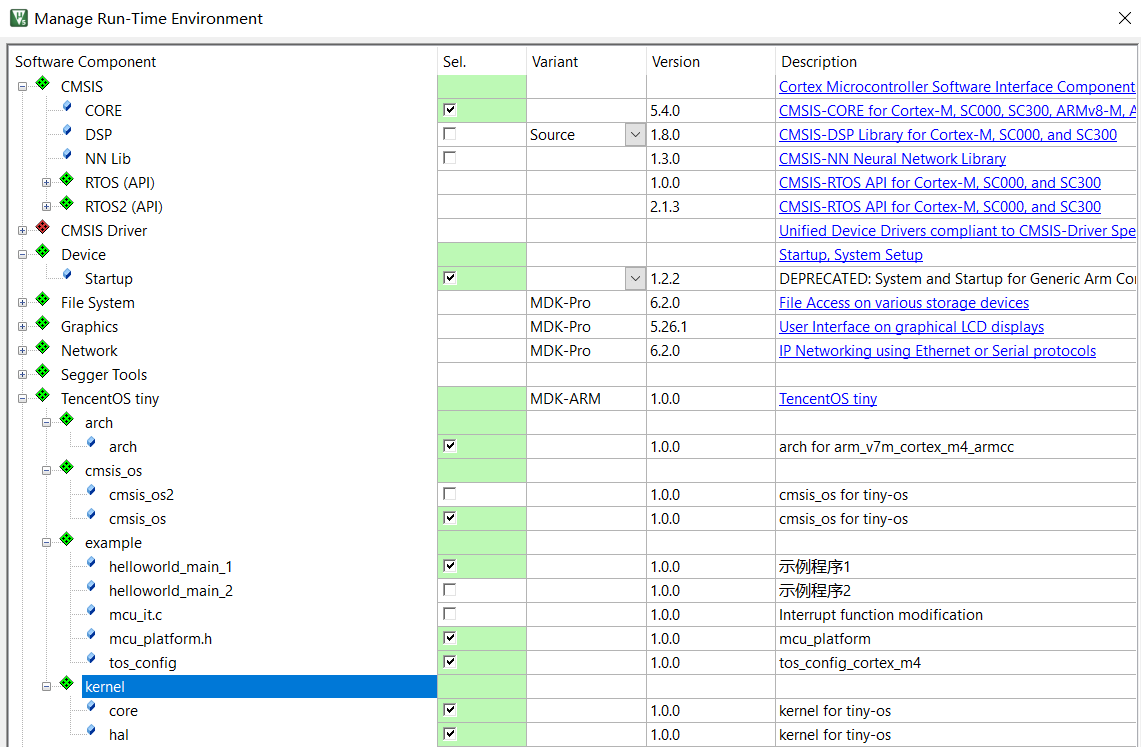 Manage Run-Time Environment
Software Component Sel. Variant Version Description
CMSIS Cortex Microcontroller Software Interface Component
CORE 5.4.0 CMSIS-CORE for Cortex-M, SC000, SC300, ARMv8-M, A
DSP Source 1.8.0 CMSIS-DSP Library for Cortex-M, SC000, and SC300
NN Lib 1.3.0 CMSIS-NN Neural Network Library
RTOS (API) 1.0.0 CMSIS-RTOS API for Cortex-M, SC000, and SC300
RTOS2 (API) 2.1.3 CMSIS-RTOS API for Cortex-M, SC000, and SC300
CMSIS Driver Unified Device Drivers compliant to CMSIS-Driver Spe
Device Startup, System Setup
Startup 1.2.2 DEPRECATED: System and Startup for Generic Arm Cor
File System MDK-Pro 6.2.0 File Access on various storage devices
Graphics MDK-Pro 5.26.1 User Interface on graphical LCD displays
Network MDK-Pro 6.2.0 IP Networking using Ethernet or Serial protocols
Segger Tools
TencentOS tiny MDK-ARM 1.0.0 TencentOS tiny
arch
arch 1.0.0 arch for arm_v7m_cortex_m4_armcc
cmsis_os
cmsis_os2 1.0.0 cmsis_os for tiny-os
cmsis_os 1.0.0 cmsis_os for tiny-os
example
helloworld_main_1 1.0.0 示例程序1
helloworld_main_2 1.0.0 示例程序2
mcu_it.c 1.0.0 Interrupt function modification
mcu_platform.h 1.0.0 mcu_platform
tos_config 1.0.0 tos_config_cortex_m4
kernel
core 1.0.0 kernel for tiny-os
hal 1.0.0 kernel for tiny-os